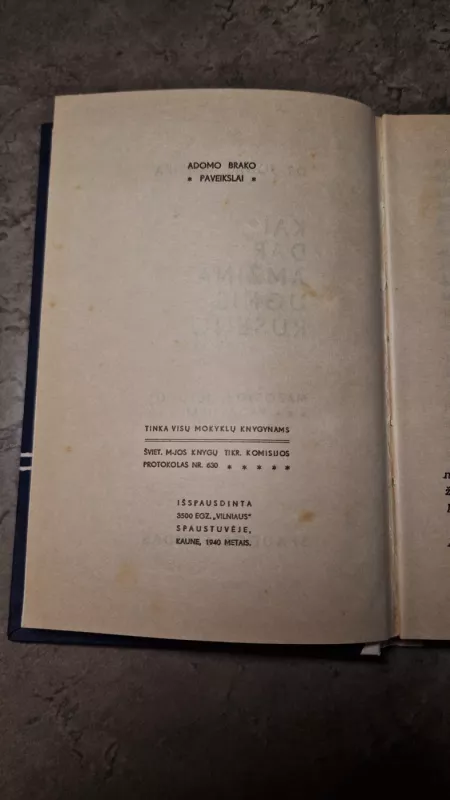 ADOMO BRAKO
* PAVEIKSLAI *
TINKA VISŲ MOKYKLŲ KNYGYNAMS
ŠVIET. M-JOS KNYGŲ TIKR. KOMISIJOS
PROTOKOLAS NR. 630 * * * * *
IŠSPAUSDINTA
3500 EGZ. „VILNIAUS"
SPAUSTUVĖJE,
KAUNE, 1940 METAIS.